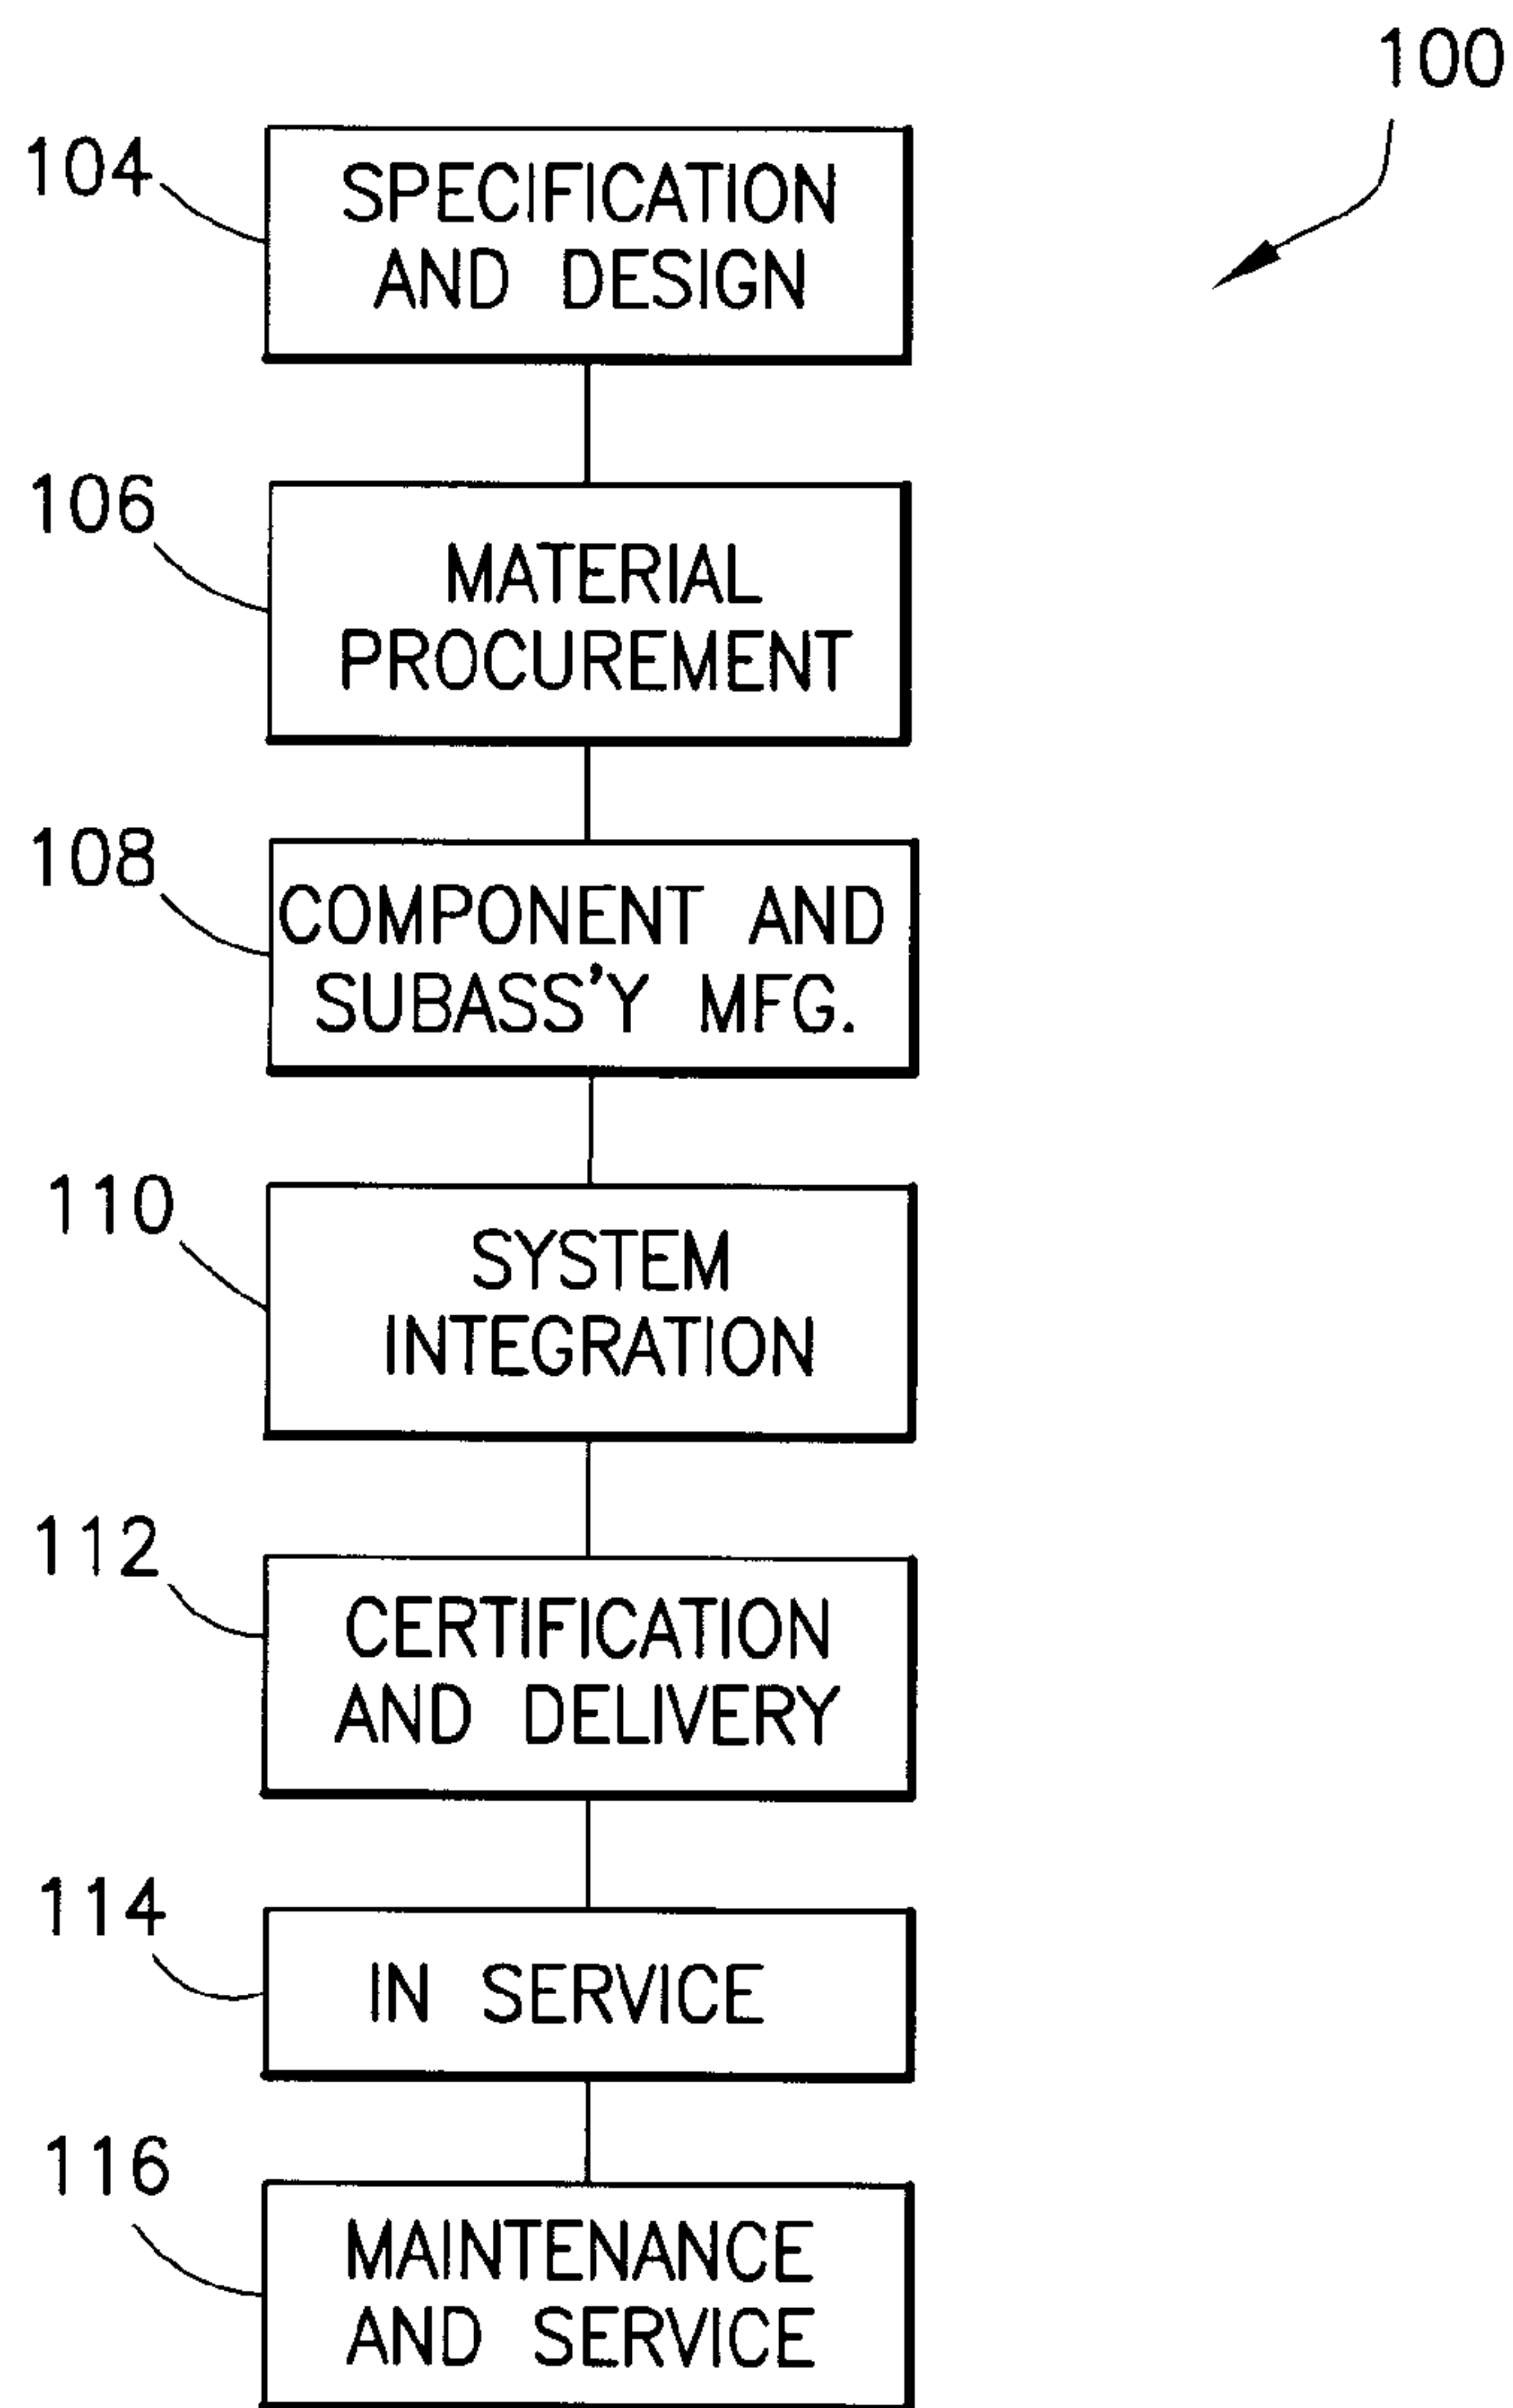 100
104
SPECIFICATION
AND DESIGN
106
MATERIAL
PROCUREMENT
108
COMPONENT AND
SUBASS'Y MFG.
110
SYSTEM
INTEGRATION
112
CERTIFICATION
AND DELIVERY
114
IN SERVICE
116
MAINTENANCE
AND SERVICE